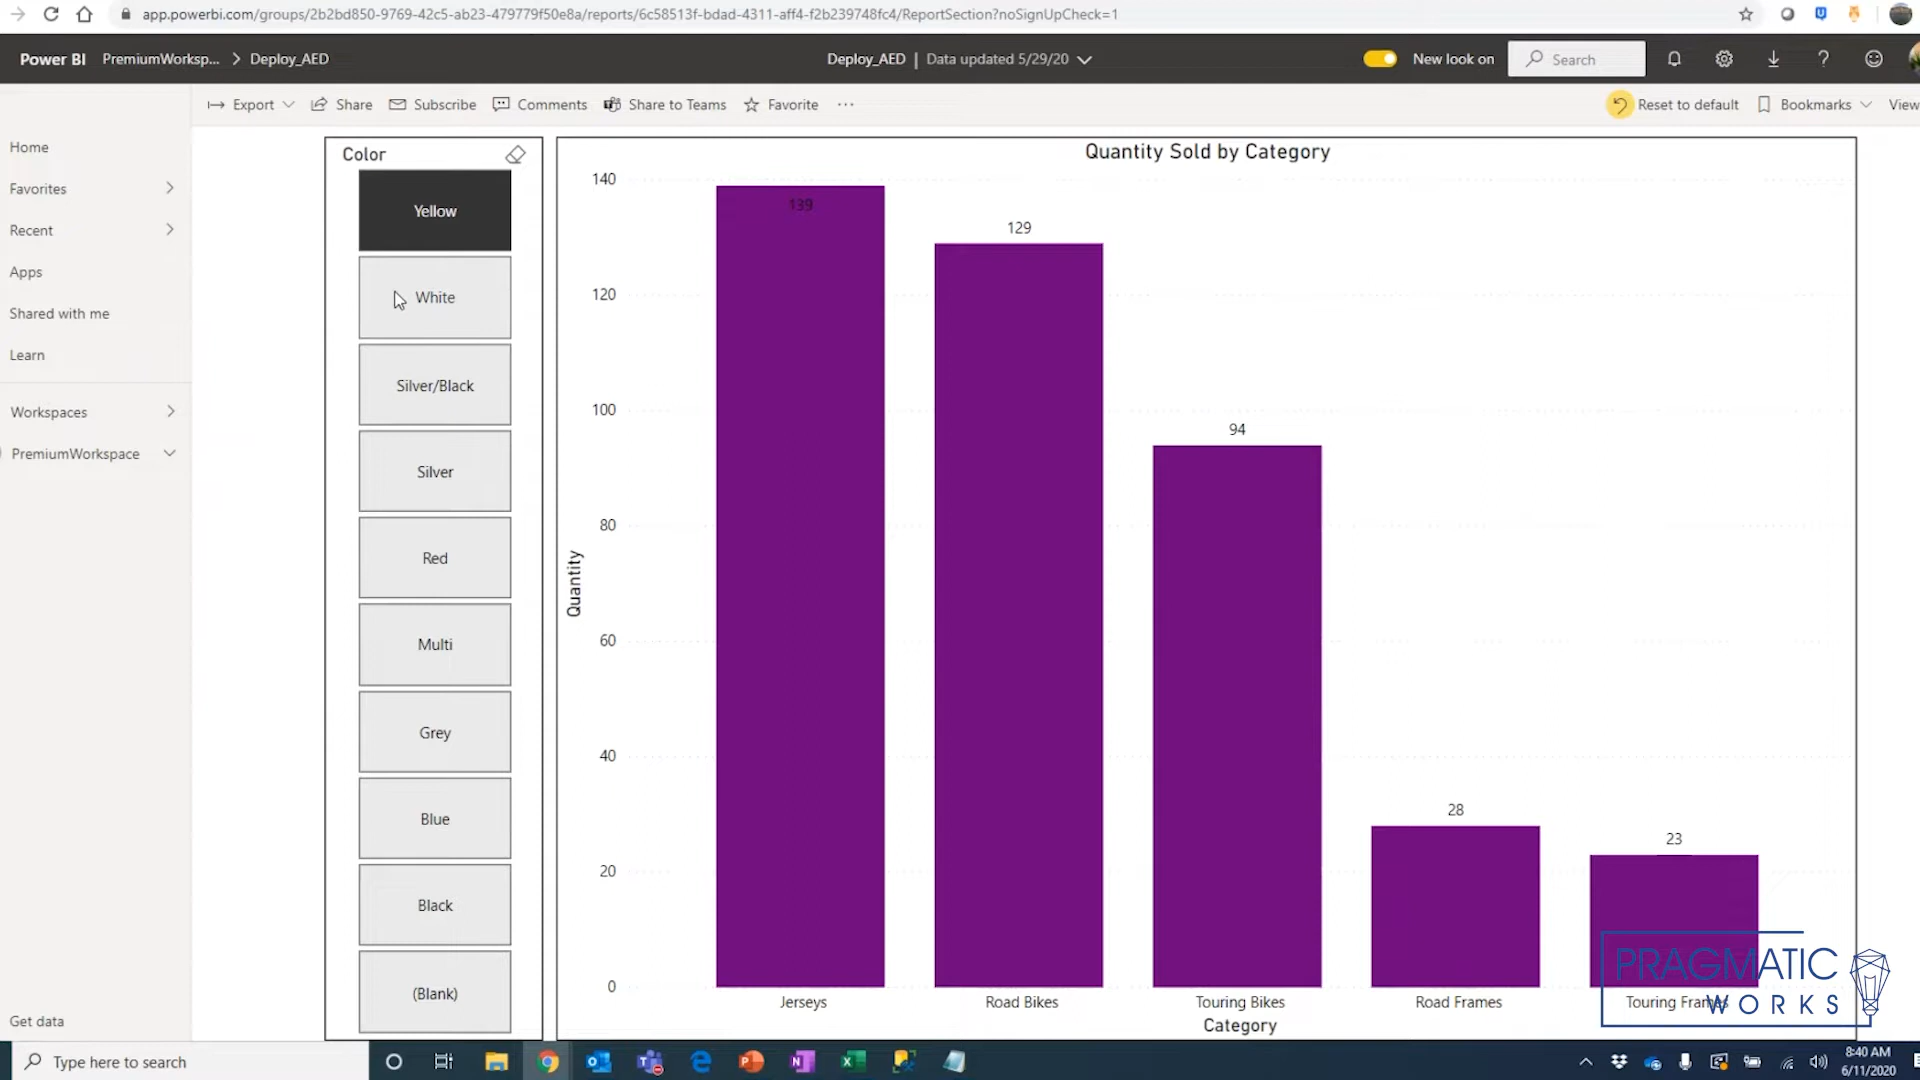 app.powerbi.com/groups/2b2bd850-9769-42c5-ab23-479779f50e8a/reports/6c58513f-bdad-4311-aff4-f2b239748fc4/ReportSection?noSignUpCheck=1
Power BI PremiumWorksp... > Deploy_AED
Deploy_AED | Data updated 5/29/20
New look on
Search
Export Share Subscribe Comments Share to Teams Favorite ...
Reset to default Bookmarks View
Home
Favorites
Recent
Apps
Shared with me
Learn
Workspaces
PremiumWorkspace
Get data
Color
Yellow
White
Silver/Black
Silver
Red
Multi
Grey
Blue
Black
(Blank)
Quantity Sold by Category
Quantity
140
120
100
80
60
40
20
0
139
129
94
28
23
Jerseys
Road Bikes
Touring Bikes
Road Frames
Touring Frames
Category
PRAGMATIC
WORKS
Type here to search
8:40 AM
6/11/2020